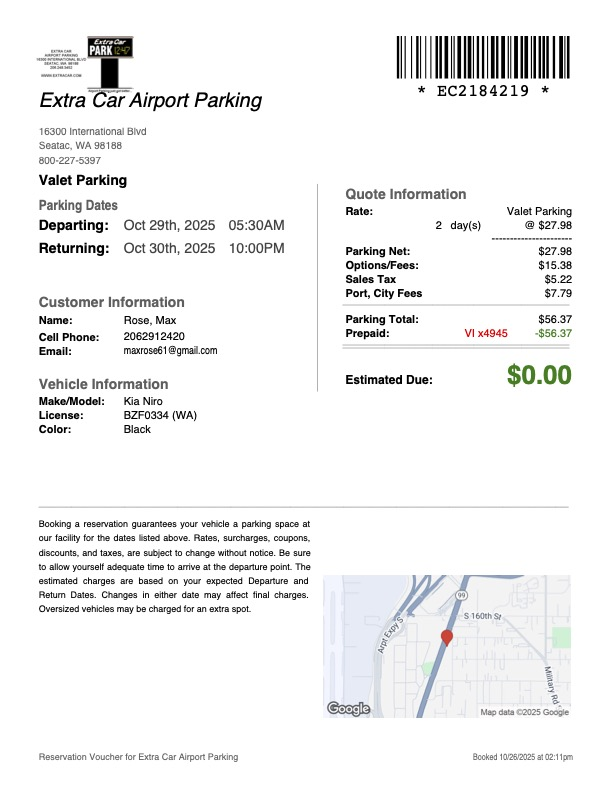 Extra Car
PARK 1247
EXTRA CAR
AIRPORT PARKING
16300 INTERNATIONAL BLVD
SEATAC, WA 98188
WWW.EXTRACAR.COM
Extra Car Airport Parking
* EC2184219 *
16300 International Blvd
Seatac, WA 98188
800-227-5397
Valet Parking
Parking Dates
Departing: Oct 29th, 2025 05:30AM
Returning: Oct 30th, 2025 10:00PM
Customer Information
Name: Rose, Max
Cell Phone: 2062912420
Email: maxrose61@gmail.com
Vehicle Information
Make/Model: Kia Niro
License: BZF0334 (WA)
Color: Black
Quote Information
Rate: Valet Parking
2 day(s) @ $27.98
----------------------
Parking Net: $27.98
Options/Fees: $15.38
Sales Tax $5.22
Port, City Fees $7.79
Parking Total: $56.37
Prepaid: VI x4945 -$56.37
Estimated Due: $0.00
Booking a reservation guarantees your vehicle a parking space at
our facility for the dates listed above. Rates, surcharges, coupons,
discounts, and taxes, are subject to change without notice. Be sure
to allow yourself adequate time to arrive at the departure point. The
estimated charges are based on your expected Departure and
Return Dates. Changes in either date may affect final charges.
Oversized vehicles may be charged for an extra spot.
99
S 160th St
Arpt Expy S
Military Rd
Google
Map data ©2025 Google
Reservation Voucher for Extra Car Airport Parking
Booked 10/26/2025 at 02:11pm